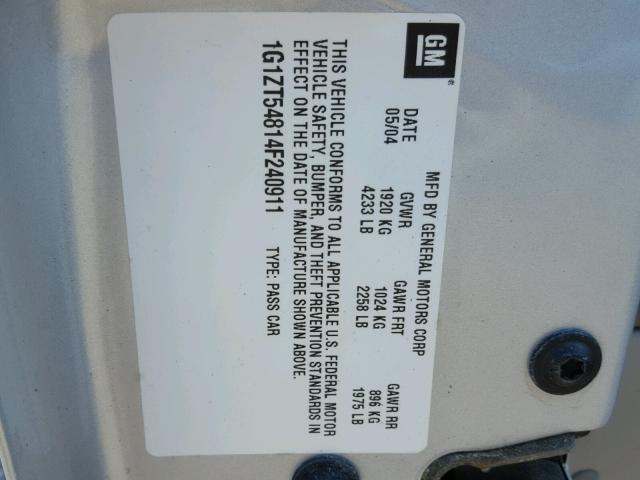 GM
MFD BY GENERAL MOTORS CORP
DATE GVWR GAWR FRT GAWR RR
05/04 1920 KG 1024 KG 896 KG
4233 LB 2258 LB 1975 LB
THIS VEHICLE CONFORMS TO ALL APPLICABLE U.S. FEDERAL MOTOR
VEHICLE SAFETY, BUMPER, AND THEFT PREVENTION STANDARDS IN
EFFECT ON THE DATE OF MANUFACTURE SHOWN ABOVE.
1G1ZT54814F240911 TYPE: PASS CAR